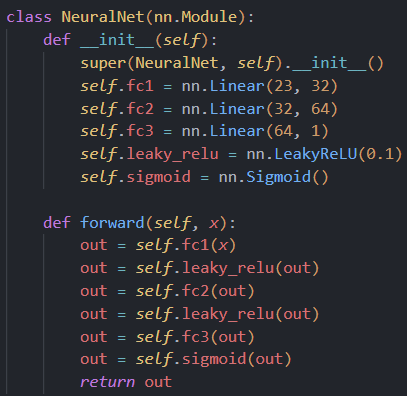 class NeuralNet(nn.Module):
    def __init__(self):
        super(NeuralNet, self).__init__()
        self.fc1 = nn.Linear(23, 32)
        self.fc2 = nn.Linear(32, 64)
        self.fc3 = nn.Linear(64, 1)
        self.leaky_relu = nn.LeakyReLU(0.1)
        self.sigmoid = nn.Sigmoid()

    def forward(self, x):
        out = self.fc1(x)
        out = self.leaky_relu(out)
        out = self.fc2(out)
        out = self.leaky_relu(out)
        out = self.fc3(out)
        out = self.sigmoid(out)
        return out